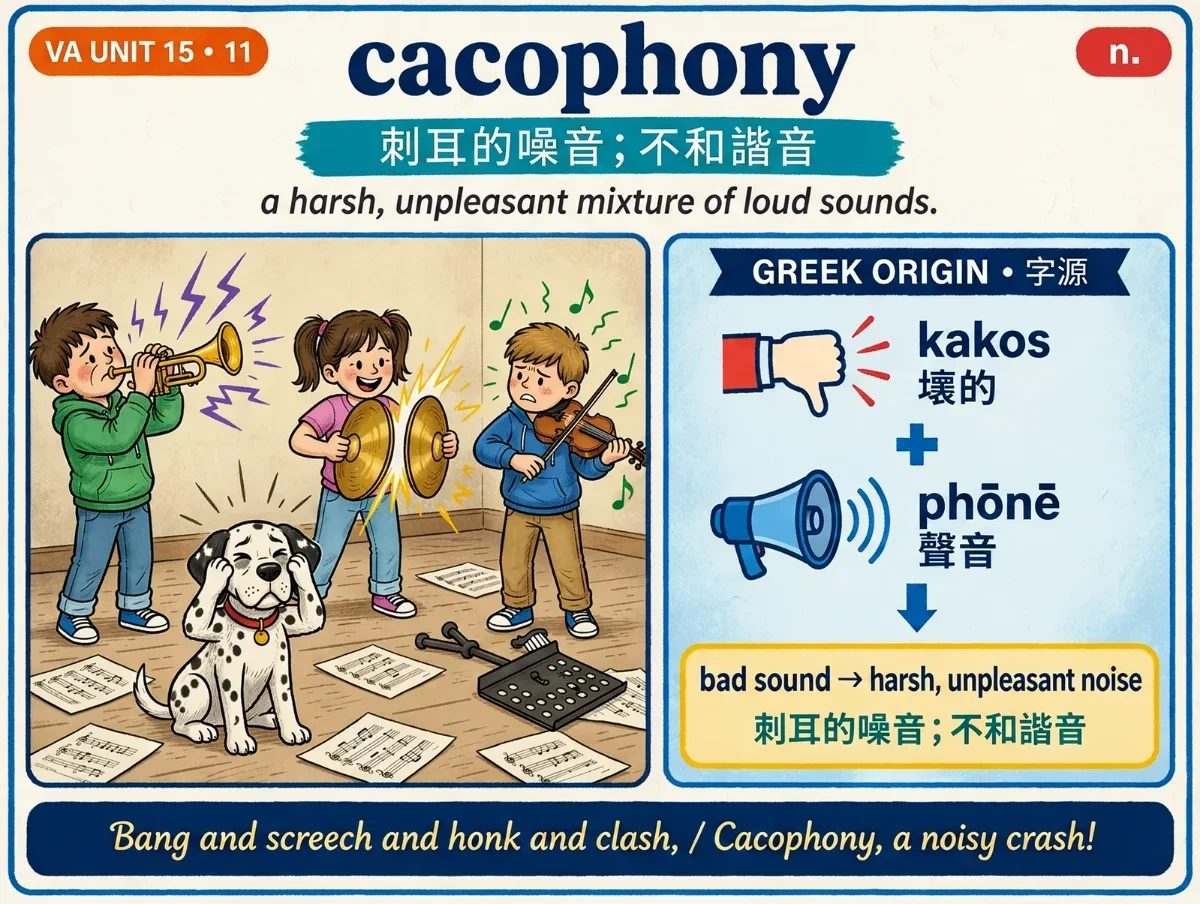 VA UNIT 15 • 11
cacophony
n.
刺耳的噪音；不和諧音
a harsh, unpleasant mixture of loud sounds.
GREEK ORIGIN • 字源
kakos
壞的
phōnē
聲音
bad sound → harsh, unpleasant noise
刺耳的噪音；不和諧音
Bang and screech and honk and clash, / Cacophony, a noisy crash!